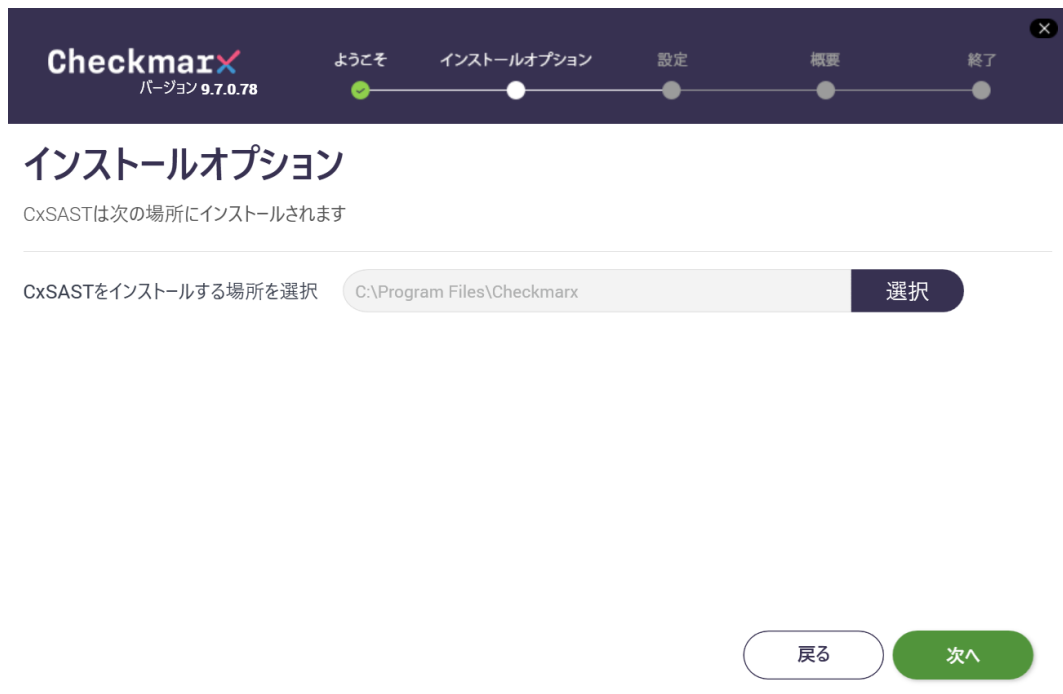 Checkmarx
バージョン 9.7.0.78
ようこそ
インストールオプション
設定
概要
終了
インストールオプション
CxSASTは次の場所にインストールされます
CxSASTをインストールする場所を選択
C:\Program Files\Checkmarx
選択
戻る
次へ